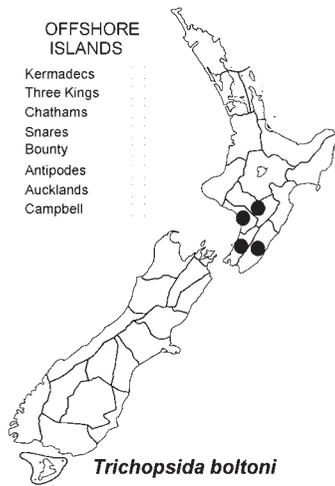 OFFSHORE
ISLANDS
Kermadecs
Three Kings
Chathams
Snares
Bounty
Antipodes
Aucklands
Campbell
Trichopsida boltoni